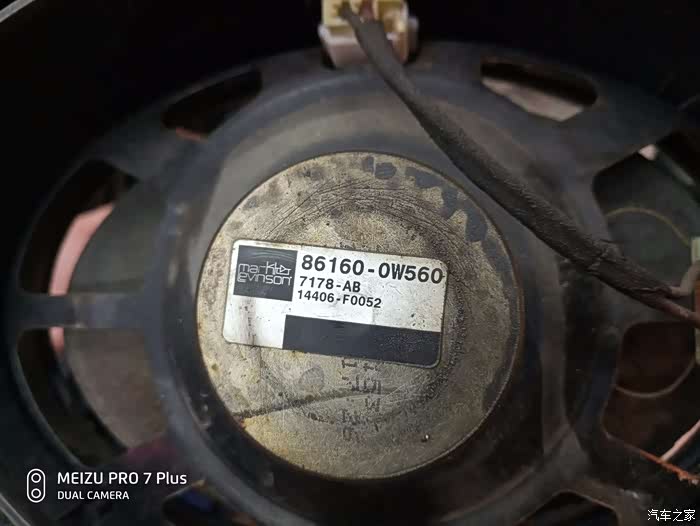 mark
levinson
86160-0W560
7178-AB
14406-F0052
MEIZU PRO 7 Plus
DUAL CAMERA
汽车之家